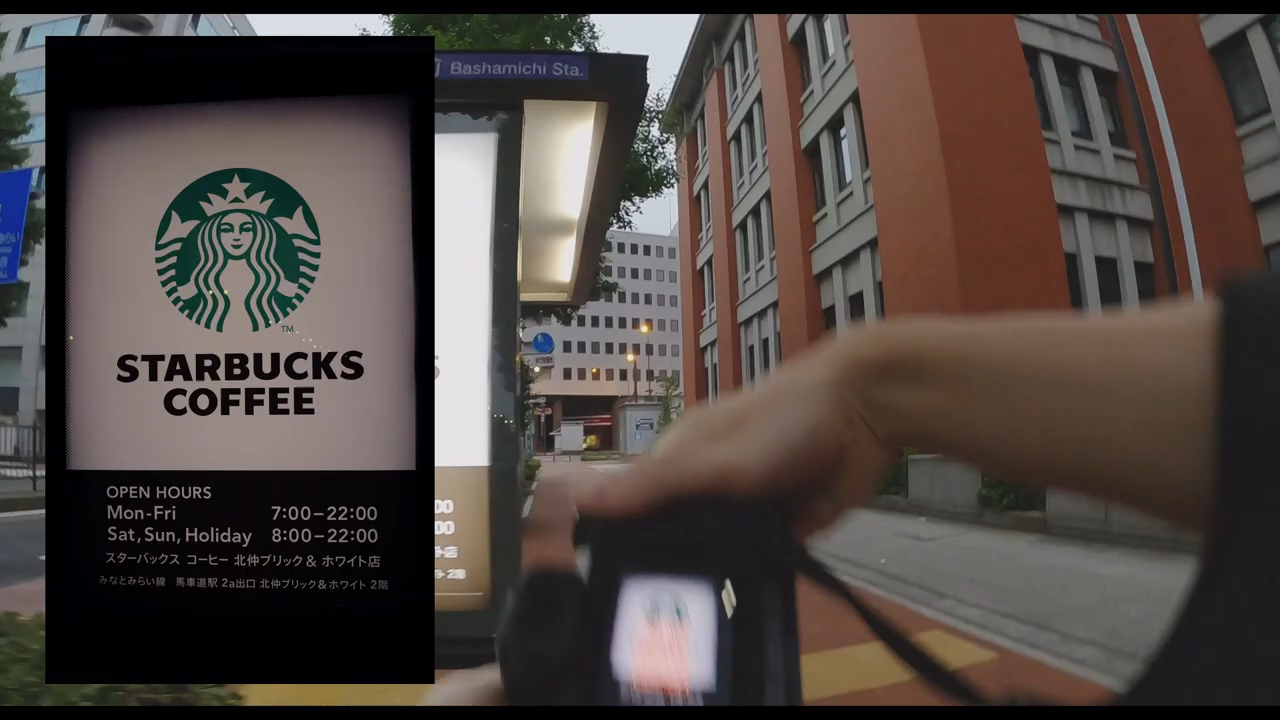 Bashamichi Sta.
TM
STARBUCKS
COFFEE
OPEN HOURS
Mon-Fri 7:00-22:00
Sat, Sun, Holiday 8:00-22:00
スターバックス コーヒー 北仲ブリック & ホワイト店
みなとみらい線 馬車道駅 2a出口 北仲ブリック&ホワイト 2階